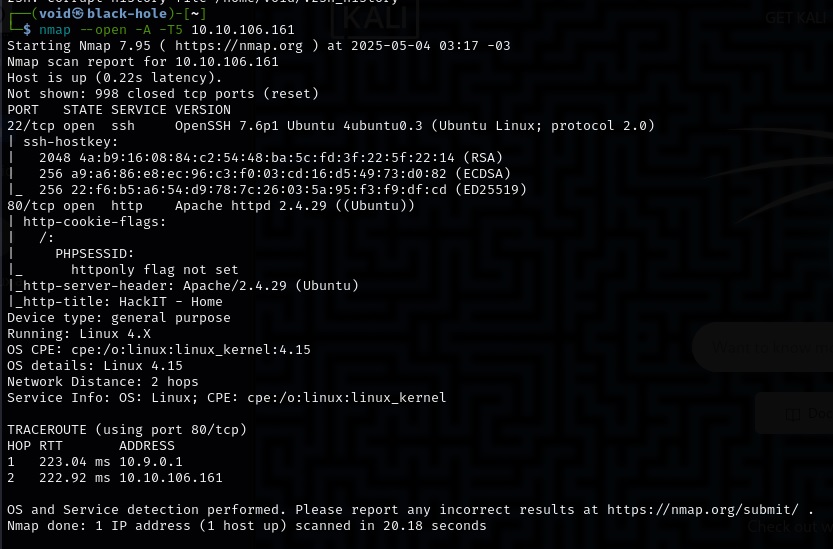 zsh: corrupt history file /home/void/.zsh_history
┌──(void㉿black-hole)-[~]
└─$ nmap --open -A -T5 10.10.106.161
Starting Nmap 7.95 ( https://nmap.org ) at 2025-05-04 03:17 -03
Nmap scan report for 10.10.106.161
Host is up (0.22s latency).
Not shown: 998 closed tcp ports (reset)
PORT   STATE SERVICE VERSION
22/tcp open  ssh     OpenSSH 7.6p1 Ubuntu 4ubuntu0.3 (Ubuntu Linux; protocol 2.0)
| ssh-hostkey:
|   2048 4a:b9:16:08:84:c2:54:48:ba:5c:fd:3f:22:5f:22:14 (RSA)
|   256 a9:a6:86:e8:ec:96:c3:f0:03:cd:16:d5:49:73:d0:82 (ECDSA)
|_  256 22:f6:b5:a6:54:d9:78:7c:26:03:5a:95:f3:f9:df:cd (ED25519)
80/tcp open  http    Apache httpd 2.4.29 ((Ubuntu))
| http-cookie-flags:
|   /:
|     PHPSESSID:
|_      httponly flag not set
|_http-server-header: Apache/2.4.29 (Ubuntu)
|_http-title: HackIT - Home
Device type: general purpose
Running: Linux 4.X
OS CPE: cpe:/o:linux:linux_kernel:4.15
OS details: Linux 4.15
Network Distance: 2 hops
Service Info: OS: Linux; CPE: cpe:/o:linux:linux_kernel
TRACEROUTE (using port 80/tcp)
HOP RTT       ADDRESS
1   223.04 ms 10.9.0.1
2   222.92 ms 10.10.106.161
OS and Service detection performed. Please report any incorrect results at https://nmap.org/submit/ .
Nmap done: 1 IP address (1 host up) scanned in 20.18 seconds
KALI
GET KALI
Want to show
Check out